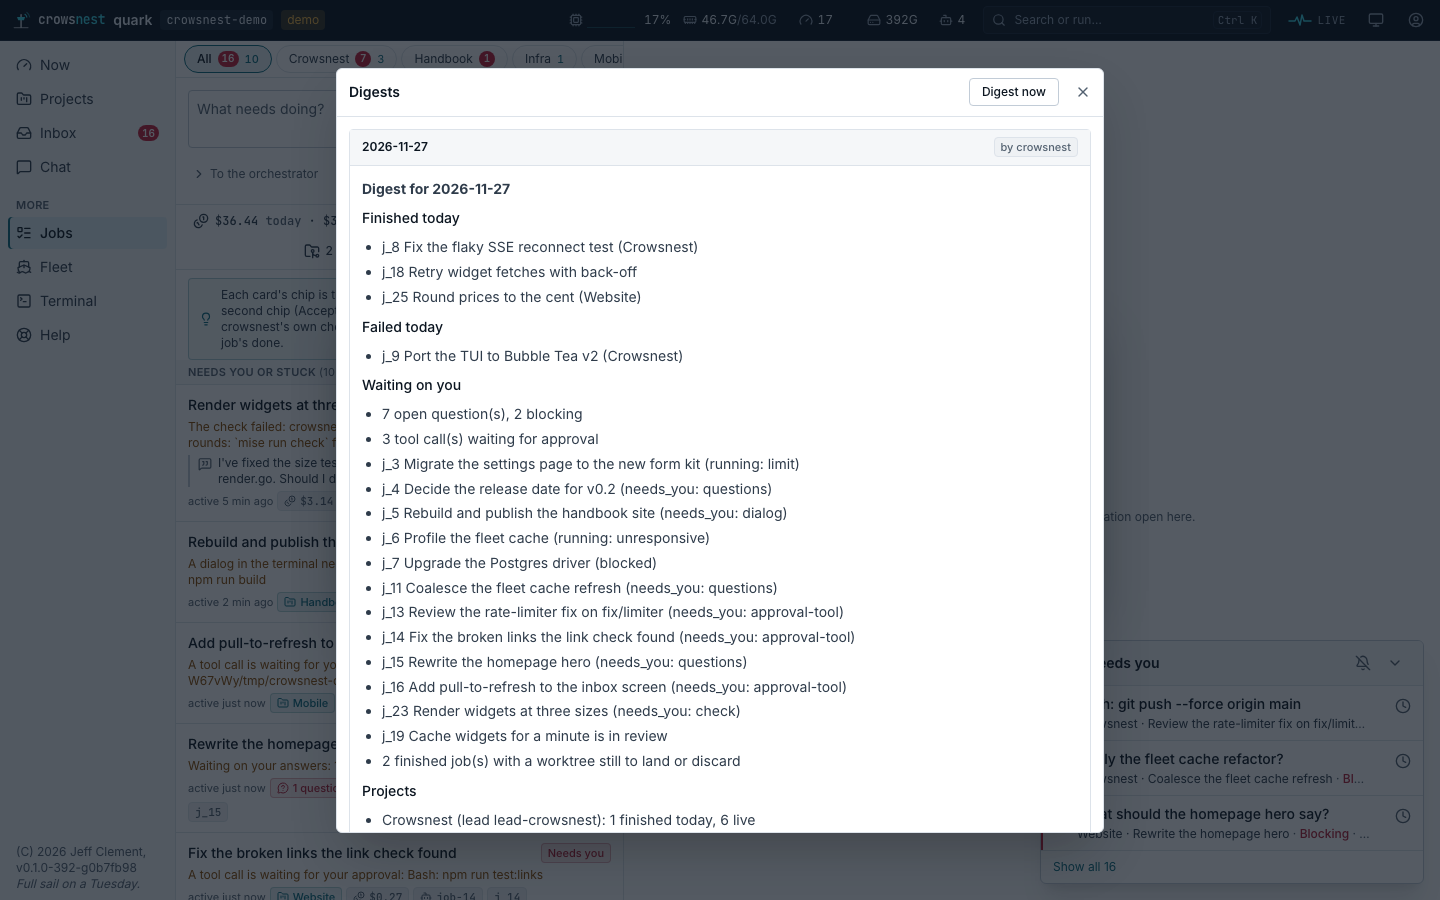 crowsnest quark crowsnest-demo demo 17% 46.7G/64.0G 17 392G 4 Search or run... Ctrl K LIVE
Now
Projects
Inbox 16
Chat
MORE
Jobs
Fleet
Terminal
Help
(C) 2026 Jeff Clement,
v0.1.0-392-g0b7fb98
Full sail on a Tuesday.
All 16 10 Crowsnest 7 3 Handbook 1 Infra 1 Mobi
What needs doing?
To the orchestrator
$36.44 today ·
2
Each card's chip is
second chip (Accep
crowsnest's own
job's done.
NEEDS YOU OR STUCK (10
Render widgets at
The check failed:
rounds: `mise run check`
I've fixed the size
render.go. Should I
active 5 min ago $3.14
Rebuild and publish
A dialog in the terminal
npm run build
active 2 min ago
Add pull-to-refresh to
A tool call is waiting for
W67vWy/tmp/crowsnest-
active just now Mobile
Rewrite the homepage
Waiting on your answers:
active just now 1
j_15
Fix the broken links the link check found Needs you
A tool call is waiting for your approval: Bash: npm run test:links
active just now Website $0.27 job-14 j_14
Digests Digest now
2026-11-27 by crowsnest
Digest for 2026-11-27
Finished today
j_8 Fix the flaky SSE reconnect test (Crowsnest)
j_18 Retry widget fetches with back-off
j_25 Round prices to the cent (Website)
Failed today
j_9 Port the TUI to Bubble Tea v2 (Crowsnest)
Waiting on you
7 open question(s), 2 blocking
3 tool call(s) waiting for approval
j_3 Migrate the settings page to the new form kit (running: limit)
j_4 Decide the release date for v0.2 (needs_you: questions)
j_5 Rebuild and publish the handbook site (needs_you: dialog)
j_6 Profile the fleet cache (running: unresponsive)
j_7 Upgrade the Postgres driver (blocked)
j_11 Coalesce the fleet cache refresh (needs_you: questions)
j_13 Review the rate-limiter fix on fix/limiter (needs_you: approval-tool)
j_14 Fix the broken links the link check found (needs_you: approval-tool)
j_15 Rewrite the homepage hero (needs_you: questions)
j_16 Add pull-to-refresh to the inbox screen (needs_you: approval-tool)
j_23 Render widgets at three sizes (needs_you: check)
j_19 Cache widgets for a minute is in review
2 finished job(s) with a worktree still to land or discard
Projects
Crowsnest (lead lead-crowsnest): 1 finished today, 6 live
open here.
you
git push --force origin main
· Review the rate-limiter fix on fix/limit...
the fleet cache refactor?
· Coalesce the fleet cache refresh · Bl...
should the homepage hero say?
Website · Rewrite the homepage hero · Blocking · ...
Show all 16